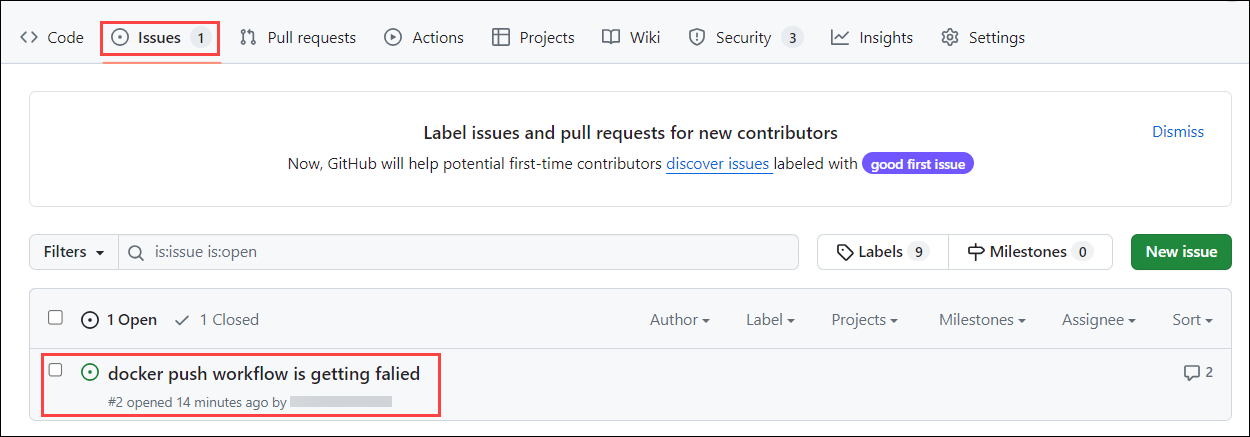 Code Issues 1 Pull requests Actions Projects Wiki Security 3 Insights Settings
Label issues and pull requests for new contributors Dismiss
Now, GitHub will help potential first-time contributors discover issues labeled with good first issue
Filters is:issue is:open Labels 9 Milestones 0 New issue
1 Open 1 Closed Author Label Projects Milestones Assignee Sort
docker push workflow is getting falied 2
#2 opened 14 minutes ago by